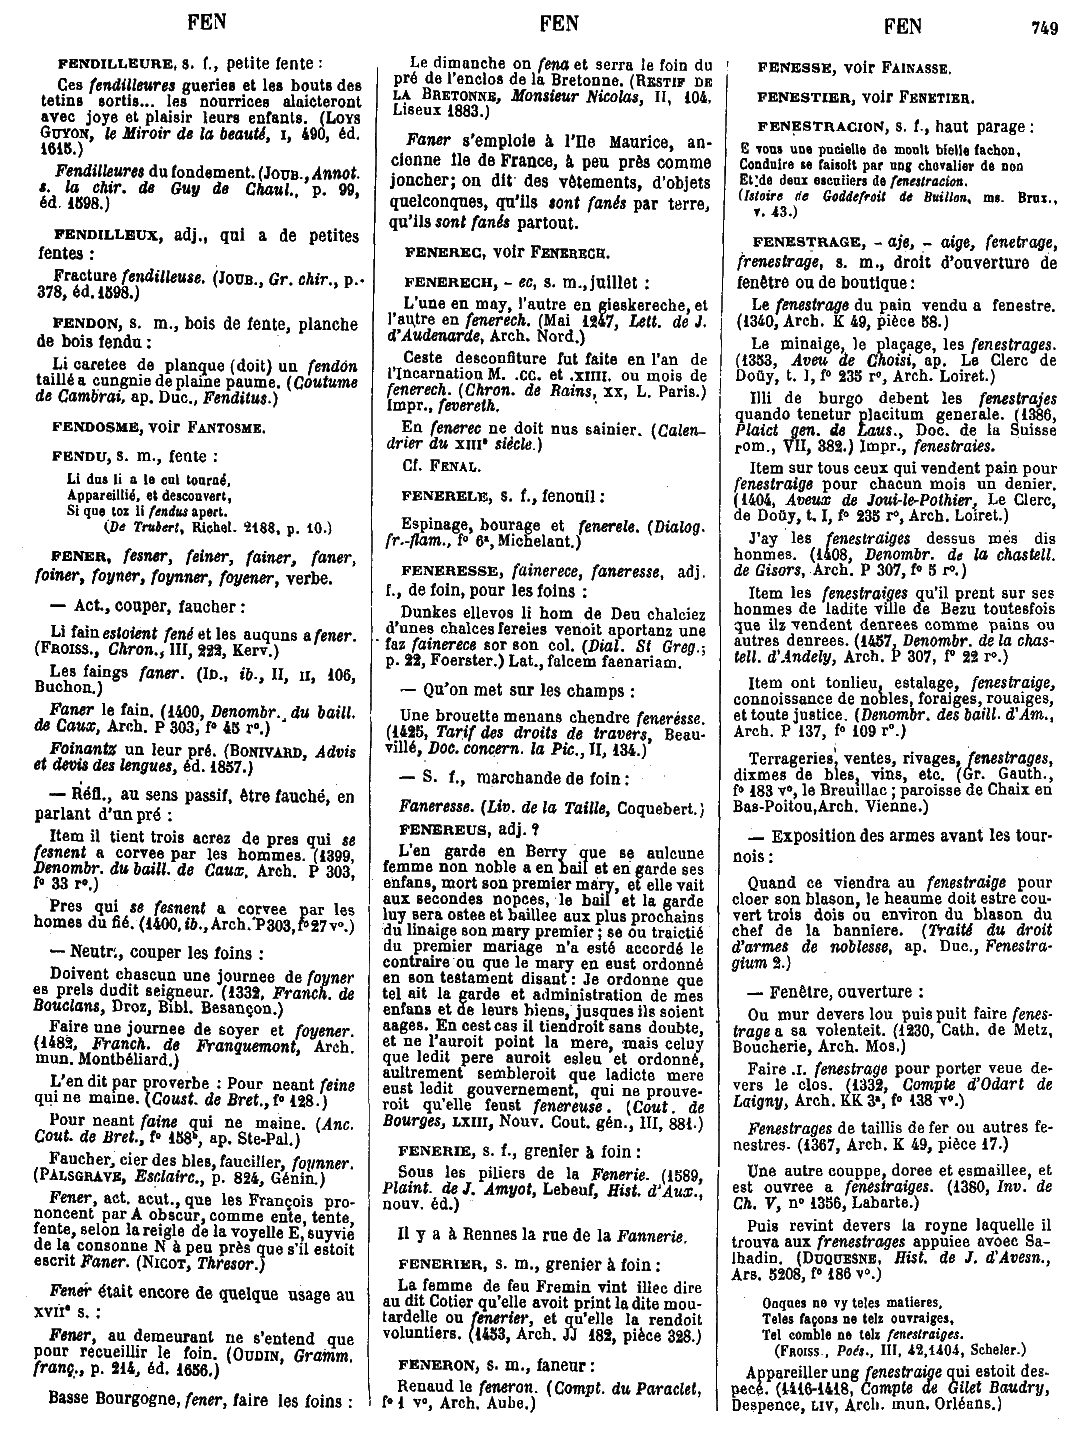 FEN
FEN
FEN
749
FENDILLEURE, s. f., petite fente :
Ces fendilleures gueries et les bouts des
tetins sortis... les nourrices alaicteront
avec joye et plaisir leurs enfants. (LOYS
GUYON, le Miroir de la beauté, I, 490, éd.
1615.)
Fendilleures du fondement. (JOUB., Annot.
s. la chir. de Guy de Chaul., p. 99,
éd. 1598.)
FENDILLEUX, adj., qui a de petites
fentes :
Fracture fendilleuse. (JOUB., Gr. chir., p.
378, éd. 1598.)
FENDON, s. m., bois de fente, planche
de bois fendu :
Li caretee de planque (doit) un fendon
taillé a cungnie de plaine paume. (Coutume
de Cambrai, ap. Duc., Fenditus.)
FENDOSME, voir FANTOSME.
FENDU, s. m., fente :
Li dus li a le cul tourné,
Appareillié, et descouvert,
Si que toz li fendus apert.
(De Trubert, Richel. 2188, p. 10.)
FENER, fesner, feiner, fainer, faner,
foiner, foyner, foynner, foyener, verbe.
— Act., couper, faucher :
Li fain estoient fené et les auquns a fener.
(FROISS., Chron., III, 222, Kerv.)
Les faings faner. (ID., ib., II, II, 106,
Buchon.)
Faner le fain. (1400, Denombr. du baill.
de Caux, Arch. P 303, f° 45 r°.)
Foinantz un leur pré. (BONIVARD, Advis
et devis des lengues, éd. 1857.)
— Réfl., au sens passif, être fauché, en
parlant d'un pré :
Item il tient trois acrez de pres qui se
fesnent a corvee par les hommes. (1399,
Denombr. du baill. de Caux, Arch. P 303,
f° 33 r°.)
Pres qui se fesnent a corvee par les
homes du fié. (1400, ib., Arch. P303, f° 27 v°.)
— Neutr., couper les foins :
Doivent chascun une journee de foyner
es prels dudit seigneur. (1332, Franch. de
Bouclans, Droz, Bibl. Besançon.)
Faire une journee de soyer et foyener.
(1482, Franch. de Franquemont, Arch.
mun. Montbéliard.)
L'en dit par proverbe : Pour neant feine
qui ne maine. (Coust. de Bret., f° 128.)
Pour neant faine qui ne maine. (Anc.
Cout. de Bret., f° 158b, ap. Ste-Pal.)
Faucher, cier des bles, fauciller, foynner.
(PALSGRAVE, Esclairc., p. 824, Génin.)
Fener, act. acut., que les François pro-
noncent par A obscur, comme ente, tente,
fente, selon la reigle de la voyelle E, suyvie
de la consonne N à peu près que s'il estoit
escrit Faner. (NICOT, Thresor.)
Fener était encore de quelque usage au
XVIIe s. :
Fener, au demeurant ne s'entend que
pour recueillir le foin. (OUDIN, Gramm.
franç., p. 214, éd. 1656.)
Basse Bourgogne, fener, faire les foins :
Le dimanche on fena et serra le foin du
pré de l'enclos de la Bretonne. (RESTIF DE
LA BRETONNE, Monsieur Nicolas, II, 104,
Liseux 1883.)
Faner s'emploie à l'Ile Maurice, an-
cienne Ile de France, à peu près comme
joncher; on dit des vêtements, d'objets
quelconques, qu'ils sont fanés par terre,
qu'ils sont fanés partout.
FENEREC, voir FENERECH.
FENERECH, - ec, s. m., juillet :
L'une en may, l'autre en gieskereche, et
l'autre en fenerech. (Mai 1247, Lett. de J.
d'Audenarde, Arch. Nord.)
Ceste desconfiture fut faite en l'an de
l'Incarnation M. .CC. et .XIIII. ou mois de
fenerech. (Chron. de Rains, XX, L. Paris.)
Impr., fevereth.
En fenerec ne doit nus sainier. (Calen-
drier du XIIIe siècle.)
Cf. FENAL.
FENERELE, s. f., fenouil :
Espinage, bourage et fenerele. (Dialog.
fr.-flam., f° 6a, Michelant.)
FENERESSE, fainerece, faneresse, adj.
f., de foin, pour les foins :
Dunkes ellevos li hom de Deu chalciez
d'unes chalces fereies venoit aportanz une
faz fainerece sor son col. (Dial. St Greg.;
p. 22, Foerster.) Lat., falcem faenariam.
— Qu'on met sur les champs :
Une brouette menans chendre feneresse.
(1425, Tarif des droits de travers, Beau-
villé, Doc. concern. la Pic., II, 134.)
— S. f., marchande de foin :
Faneresse. (Liv. de la Taille, Coquebert.)
FENEREUS, adj. ?
L'en garde en Berry que se aulcune
femme non noble a en bail et en garde ses
enfans, mort son premier mary, et elle vait
aux secondes nopces, le bail et la garde
luy sera ostee et baillee aux plus prochains
du linaige son mary premier; se ou traictié
du premier mariage n'a esté accordé le
contraire ou que le mary en eust ordonné
en son testament disant : Je ordonne que
tel ait la garde et administration de mes
enfans et de leurs biens, jusques ils soient
aages. En cest cas il tiendroit sans doubte,
et ne l'auroit point la mere, mais celuy
que ledit pere auroit esleu et ordonné,
aultrement sembleroit que ladicte mere
eust ledit gouvernement, qui ne prouve-
roit qu'elle feust fenereuse. (Cout. de
Bourges, LXIII, Nouv. Cout. gén., III, 881.)
FENERIE, s. f., grenier à foin :
Sous les piliers de la Fenerie. (1589,
Plaint. de J. Amyot, Lebeuf, Hist. d'Aux.,
nouv. éd.)
Il y a à Rennes la rue de la Fannerie.
FENERIER, s. m., grenier à foin :
La femme de feu Fremin vint illec dire
au dit Cotier qu'elle avoit print la dite mou-
tardelle ou fenerier, et qu'elle la rendoit
voluntiers. (1453, Arch. JJ 182, pièce 328.)
FENERON, s. m., faneur :
Renaud le feneron. (Compt. du Paraclet,
f° 1 v°, Arch. Aube.)
FENESSE, voir FAINASSE.
FENESTIER, voir FENETIER.
FENESTRACION, s. f., haut parage :
E vous une pucielle de moult bielle fachon,
Conduire se faisoit par ung chevalier de non
Et de deux escuiiers de fenestracion.
(Istoire de Goddefroit de Buillon, ms. Brux.,
v. 43.)
FENESTRAGE, - aje, - aige, fenetrage,
frenestrage, s. m., droit d'ouverture de
fenêtre ou de boutique :
Le fenestrage du pain vendu a fenestre.
(1340, Arch. K 49, pièce 58.)
Le minaige, le plaçage, les fenestrages.
(1353, Aveu de Choisi, ap. Le Clerc de
Doüy, t. I, f° 235 r°, Arch. Loiret.)
Illi de burgo debent les fenestrajes
quando tenetur placitum generale. (1386,
Plaict gen. de Laus., Doc. de la Suisse
rom., VII, 382.) Impr., fenestraies.
Item sur tous ceux qui vendent pain pour
fenestraige pour chacun mois un denier.
(1404, Aveux de Joui-le-Pothier, Le Clerc,
de Doüy, t. I, f° 235 r°, Arch. Loiret.)
J'ay les fenestraiges dessus mes dis
hommes. (1408, Denombr. de la chastell.
de Gisors, Arch. P 307, f° 5 r°.)
Item les fenestraiges qu'il prent sur ses
honmes de ladite ville de Bezu toutesfois
que ilz vendent denrees comme pains ou
autres denrees. (1457, Denombr. de la chas-
tell. d'Andely, Arch. P 307, f° 22 r°.)
Item ont tonlieu, estalage, fenestraige,
connoissance de nobles, foraiges, rouaiges,
et toute justice. (Denombr. des baill. d'Am.,
Arch. P 137, f° 109 r°.)
Terrageries, ventes, rivages, fenestrages,
dixmes de bles, vins, etc. (Gr. Gauth.,
f° 183 v°, le Breuillac; paroisse de Chaix en
Bas-Poitou, Arch. Vienne.)
— Exposition des armes avant les tour-
nois :
Quand ce viendra au fenestraige pour
cloer son blason, le heaume doit estre cou-
vert trois dois ou environ du blason du
chef de la banniere. (Traité du droit
d'armes de noblesse, ap. Duc., Fenestra-
gium 2.)
— Fenêtre, ouverture :
Ou mur devers lou puis puit faire fenes-
trage a sa volenteit. (1230, Cath. de Metz,
Boucherie, Arch. Mos.)
Faire .I. fenestrage pour porter veue de-
vers le clos. (1332, Compte d'Odart de
Laigny, Arch. KK 3a, f° 138 v°.)
Fenestrages de taillis de fer ou autres fe-
nestres. (1367, Arch. K 49, pièce 17.)
Une autre couppe, doree et esmaillee, et
est ouvree a fenestraiges. (1380, Inv. de
Ch. V, n° 1356, Labarte.)
Puis revint devers la royne laquelle il
trouva aux frenestrages appuiee avoec Sa-
lhadin. (DUQUESNE, Hist. de J. d'Avesn.,
Ars. 5208, f° 186 v°.)
Onques ne vy teles matieres,
Teles façons ne telz ouvraiges,
Tel comble ne telz fenestraiges.
(FROISS., Poés., III, 42, 1404, Scheler.)
Appareiller ung fenestraige qui estoit des-
pecé. (1416-1418, Compte de Gilet Baudry,
Despence, LIV, Arch. mun. Orléans.)